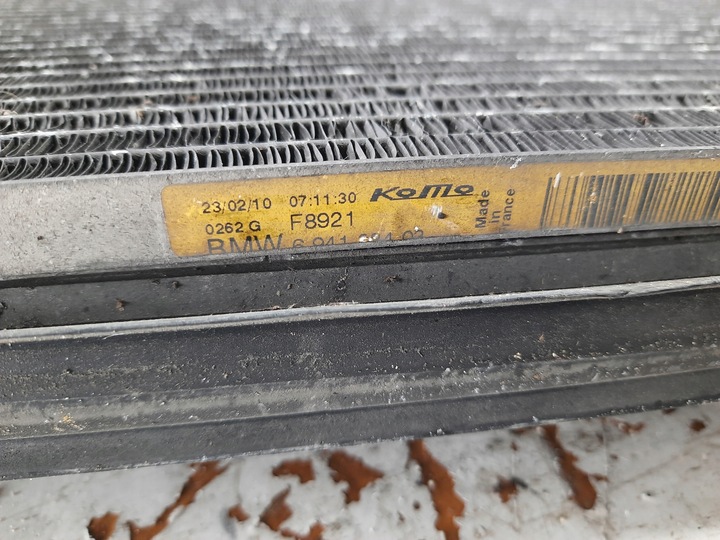 23/02/10 07:11:30 KoMo
0262 G F8921
BMW
Made
in
France